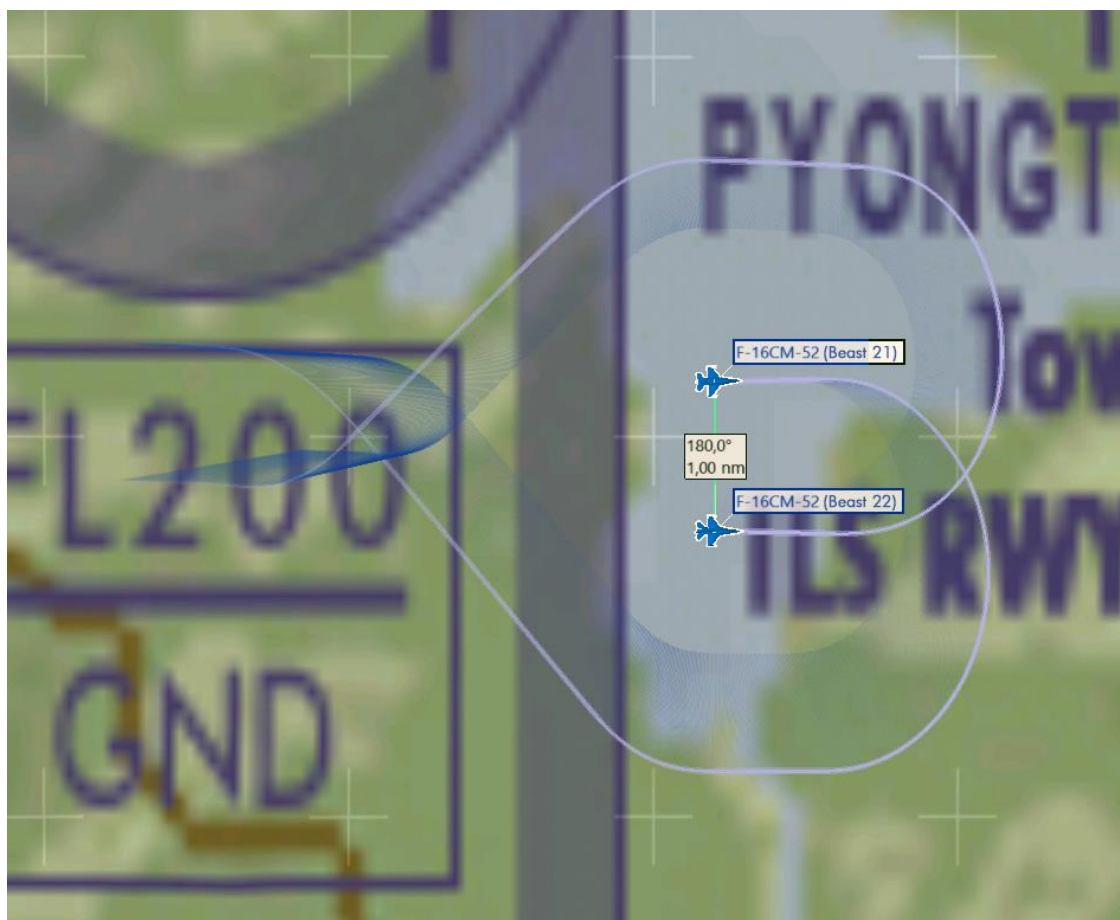 PYONGT
F-16CM-52 (Beast 21)
Tow
FL200
180,0°
1,00 nm
F-16CM-52 (Beast 22)
ILS RWY
GND